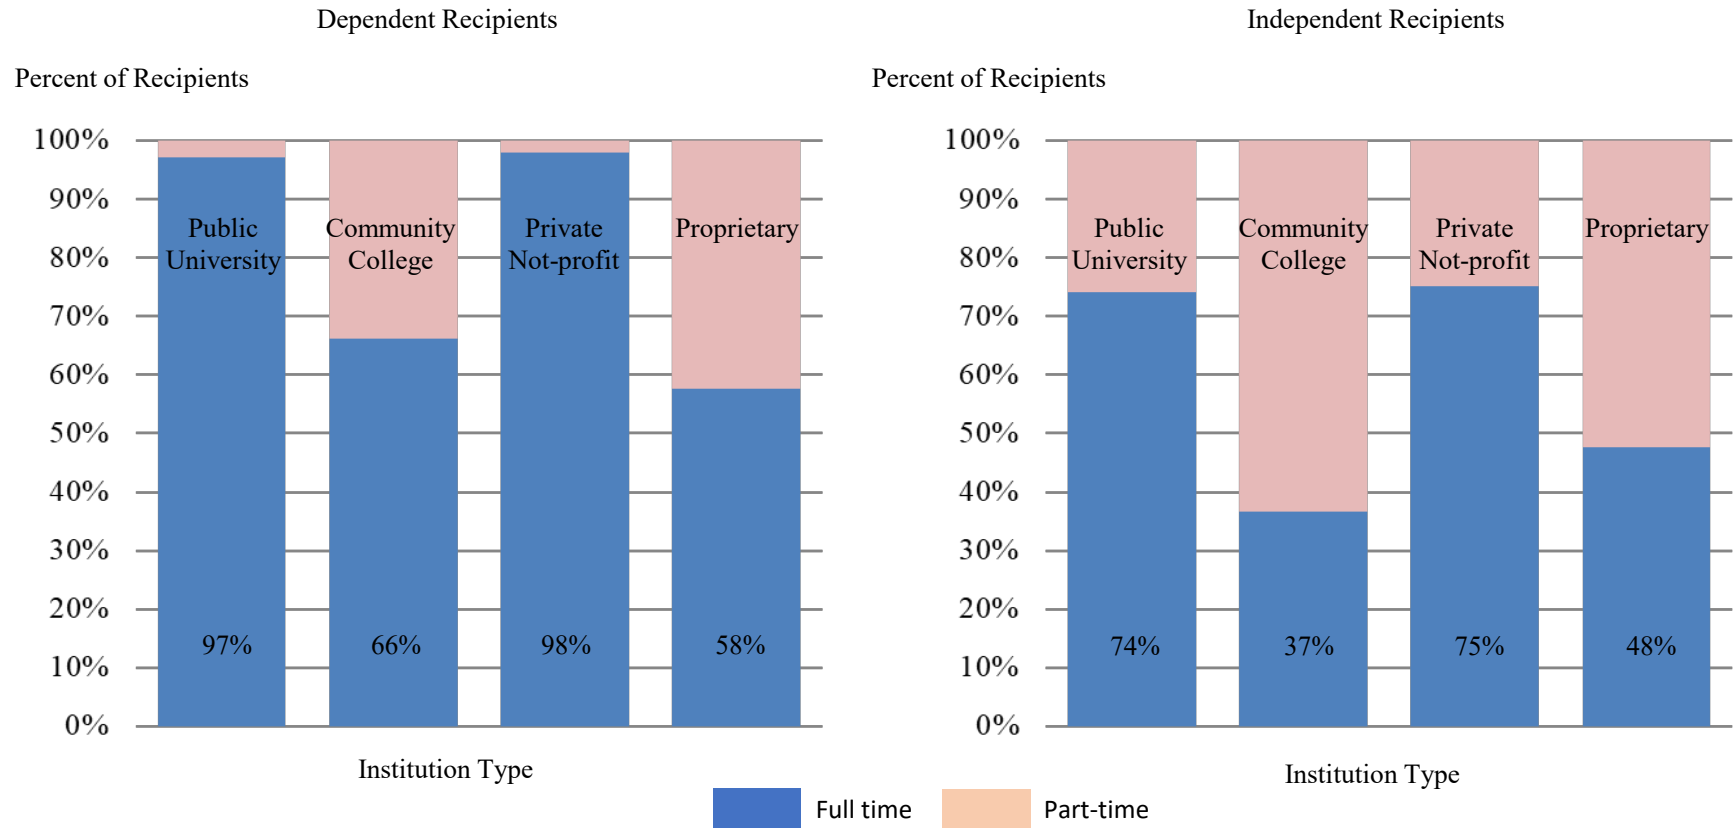 Dependent Recipients
Percent of Recipients
100%
90%
80%
70%
60%
50%
40%
30%
20%
10%
0%
Public
University
Community
College
Private
Not-profit
Proprietary
97%
66%
98%
58%
Institution Type
Independent Recipients
Percent of Recipients
100%
90%
80%
70%
60%
50%
40%
30%
20%
10%
0%
Public
University
Community
College
Private
Not-profit
Proprietary
74%
37%
75%
48%
Institution Type
Full time
Part-time